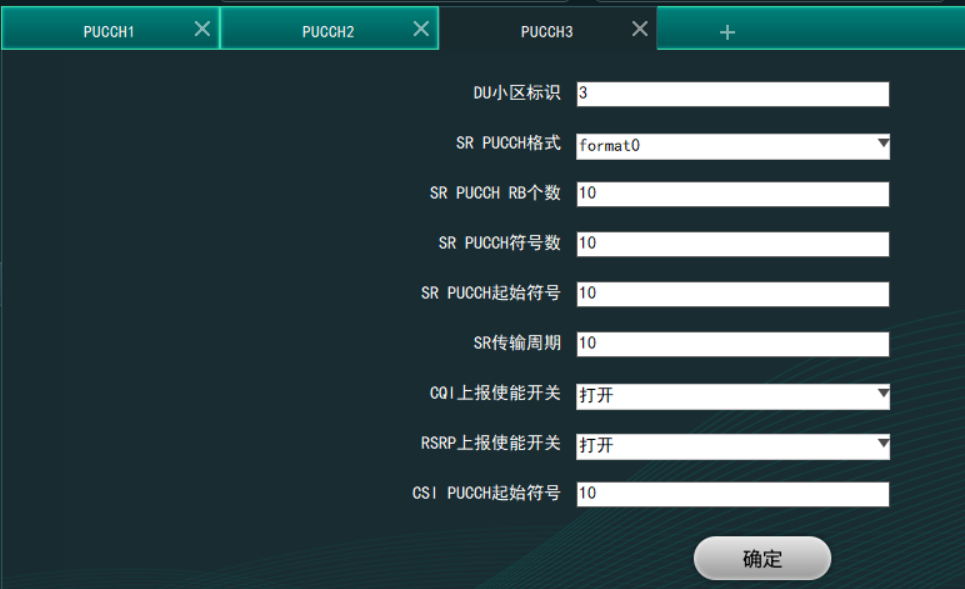 PUCCH1 PUCCH2 PUCCH3
DU小区标识 3
SR PUCCH格式 format0
SR PUCCH RB个数 10
SR PUCCH符号数 10
SR PUCCH起始符号 10
SR传输周期 10
CQI上报使能开关 打开
RSRP上报使能开关 打开
CSI PUCCH起始符号 10
确定